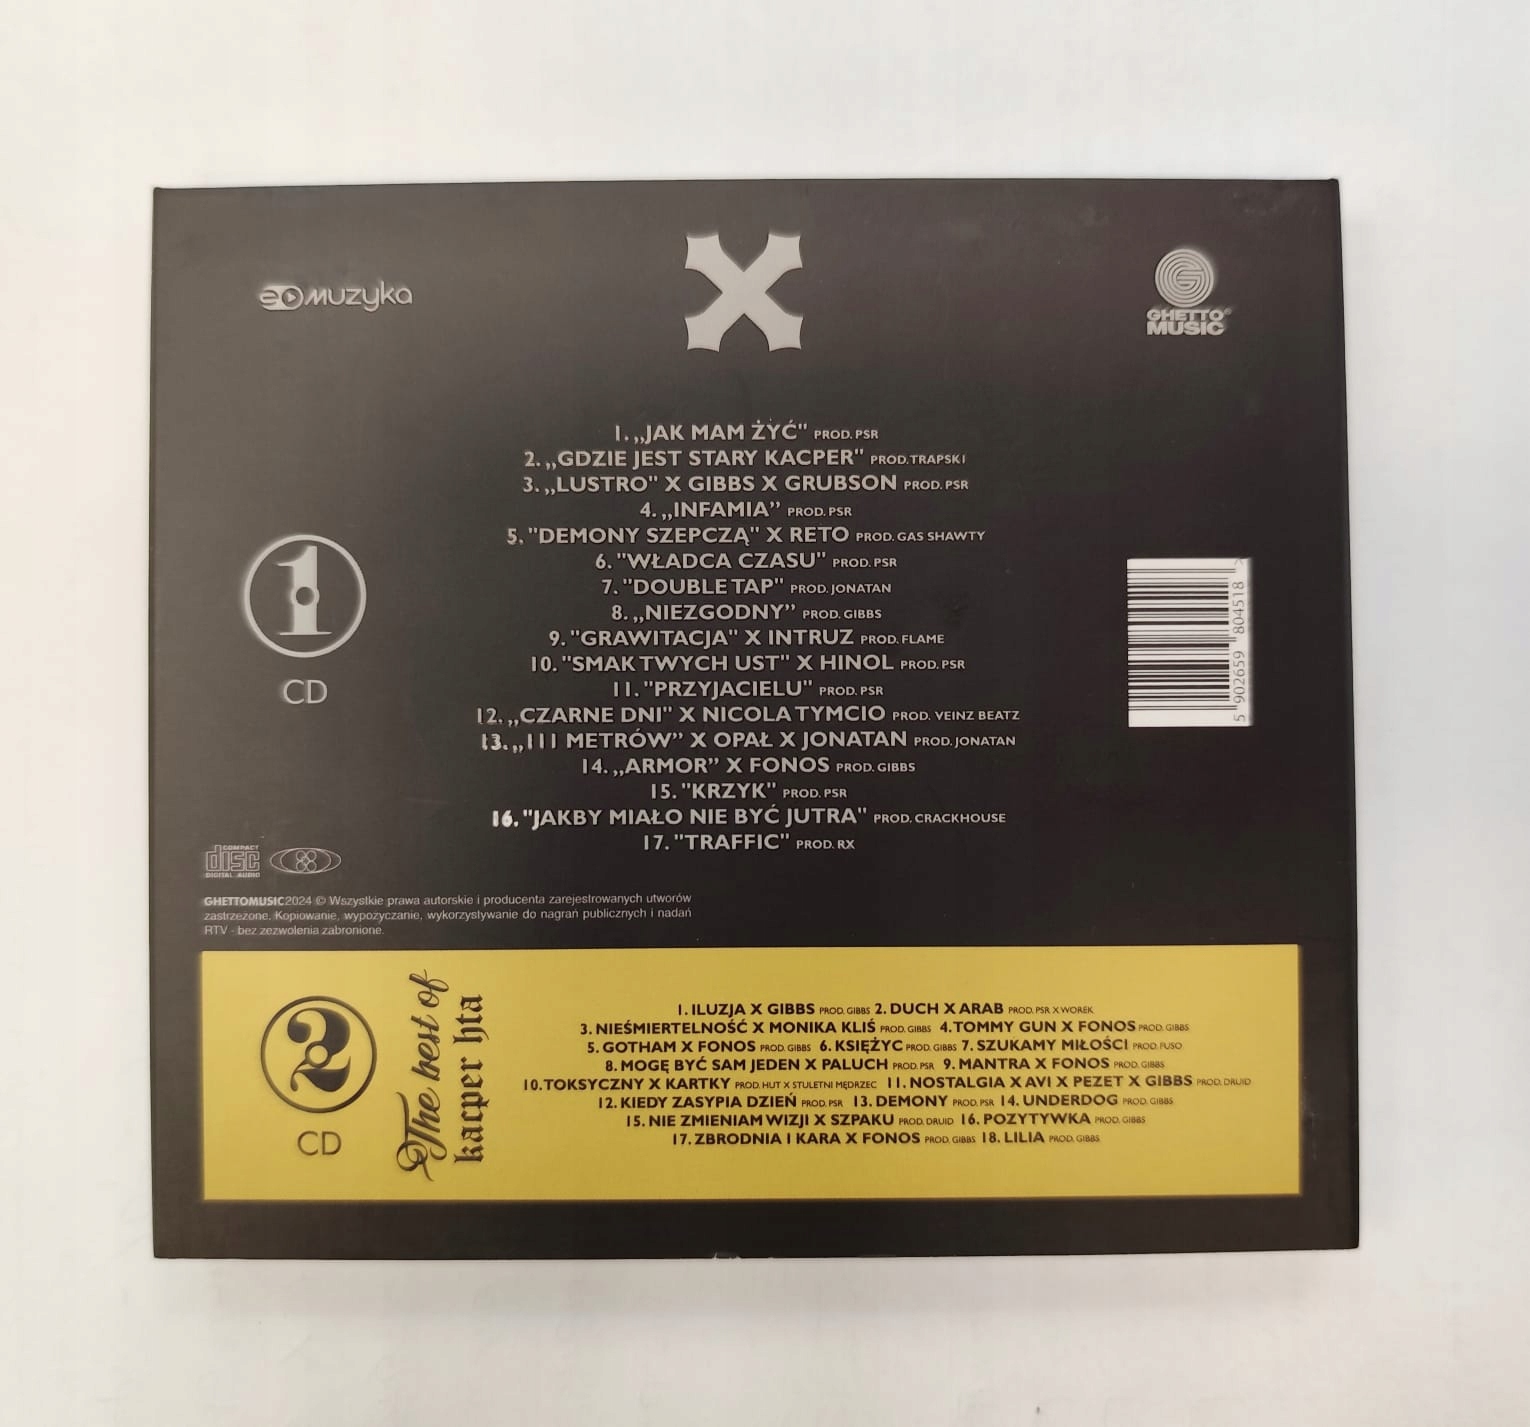 eo muzyka
X
GHETTO
MUSIC
1. „JAK MAM ŻYĆ" PROD. PSR
2. „GDZIE JEST STARY KACPER" PROD. TRAPSKI
3. „LUSTRO" X GIBBS X GRUBSON PROD. PSR
4. „INFAMIA” PROD. PSR
5. "DEMONY SZEPCZĄ" X RETO PROD. GAS SHAWTY
6. "WŁADCA CZASU" PROD. PSR
7. "DOUBLE TAP" PROD. JONATAN
8. „NIEZGODNY” PROD. GIBBS
9. "GRAWITACJA" X INTRUZ PROD. FLAME
10. "SMAK TWYCH UST" X HINOL PROD. PSR
11. "PRZYJACIELU" PROD. PSR
12. „CZARNE DNI" X NICOLA TYMCIO PROD. VEINZ BEATZ
13. „111 METRÓW” X OPAŁ X JONATAN PROD. JONATAN
14. „ARMOR” X FONOS PROD. GIBBS
15. "KRZYK" PROD. PSR
16. "JAKBY MIAŁO NIE BYĆ JUTRA" PROD. CRACKHOUSE
17. "TRAFFIC" PROD. RX
1
CD
5 902659 804518 >
COMPACT
disc
DIGITAL AUDIO
GHETTOMUSIC2024 © Wszystkie prawa autorskie i producenta zarejestrowanych utworów
zastrzeżone. Kopiowanie, wypożyczanie, wykorzystywanie do nagrań publicznych i nadań
RTV - bez zezwolenia zabronione.
2
CD
The best of
kacper hta
1. ILUZJA X GIBBS PROD. GIBBS 2. DUCH X ARAB PROD. PSR X WOREK
3. NIEŚMIERTELNOŚĆ X MONIKA KLIŚ PROD. GIBBS 4. TOMMY GUN X FONOS PROD. GIBBS
5. GOTHAM X FONOS PROD. GIBBS 6. KSIĘŻYC PROD. GIBBS 7. SZUKAMY MIŁOŚCI PROD. FUSO
8. MOGĘ BYĆ SAM JEDEN X PALUCH PROD. PSR 9. MANTRA X FONOS PROD. GIBBS
10. TOKSYCZNY X KARTKY PROD. HUT X STULETNI MĘDRZEC 11. NOSTALGIA X AVI X PEZET X GIBBS PROD. DRUID
12. KIEDY ZASYPIA DZIEŃ PROD. PSR 13. DEMONY PROD. PSR 14. UNDERDOG PROD. GIBBS
15. NIE ZMIENIAM WIZJI X SZPAKU PROD. DRUID 16. POZYTYWKA PROD. GIBBS
17. ZBRODNIA I KARA X FONOS PROD. GIBBS 18. LILIA PROD. GIBBS